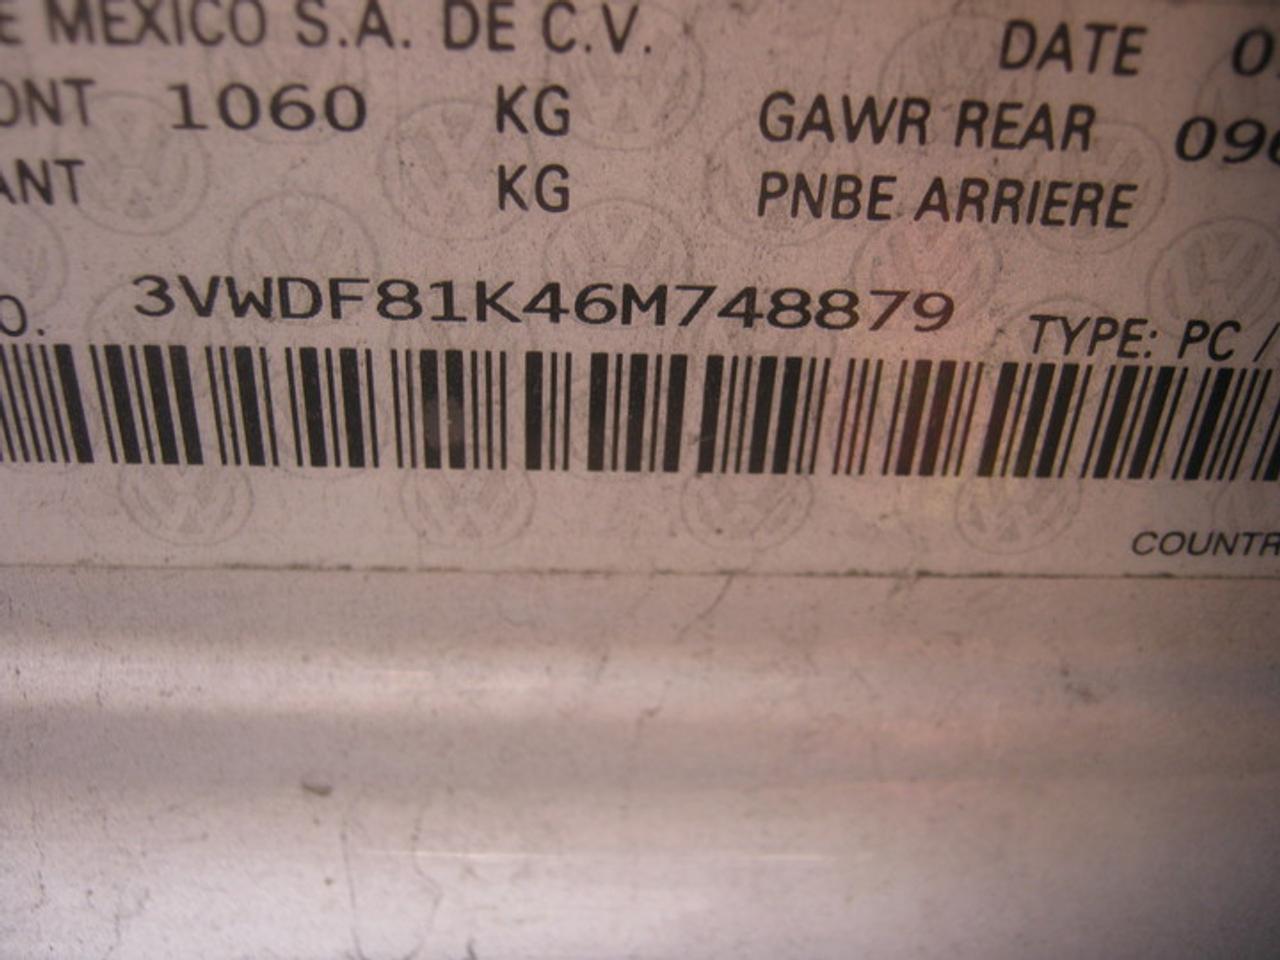 E MEXICO S.A. DE C.V. DATE
ONT 1060 KG GAWR REAR
ANT KG PNBE ARRIERE
O. 3VWDF81K46M748879 TYPE: PC /
COUNTR